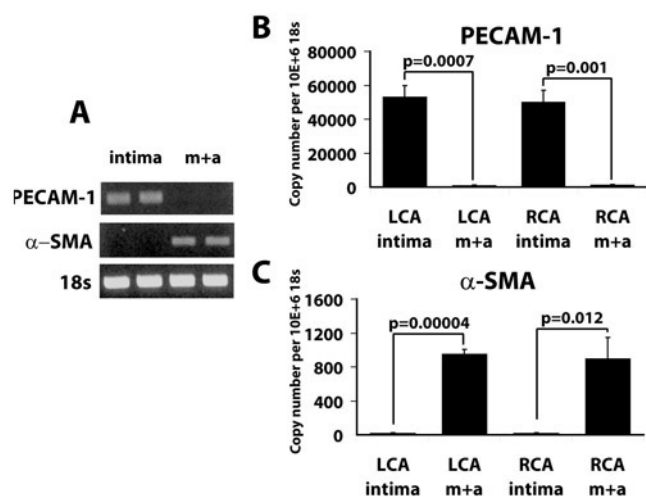 A
intima m+a
PECAM-1
α-SMA
18s
B
PECAM-1
Copy number per 10E+6 18s
80000
60000
40000
20000
0
p=0.0007
p=0.001
LCA LCA RCA RCA
intima m+a intima m+a
C
α-SMA
Copy number per 10E+6 18s
1600
1200
800
400
0
p=0.00004
p=0.012
LCA LCA RCA RCA
intima m+a intima m+a